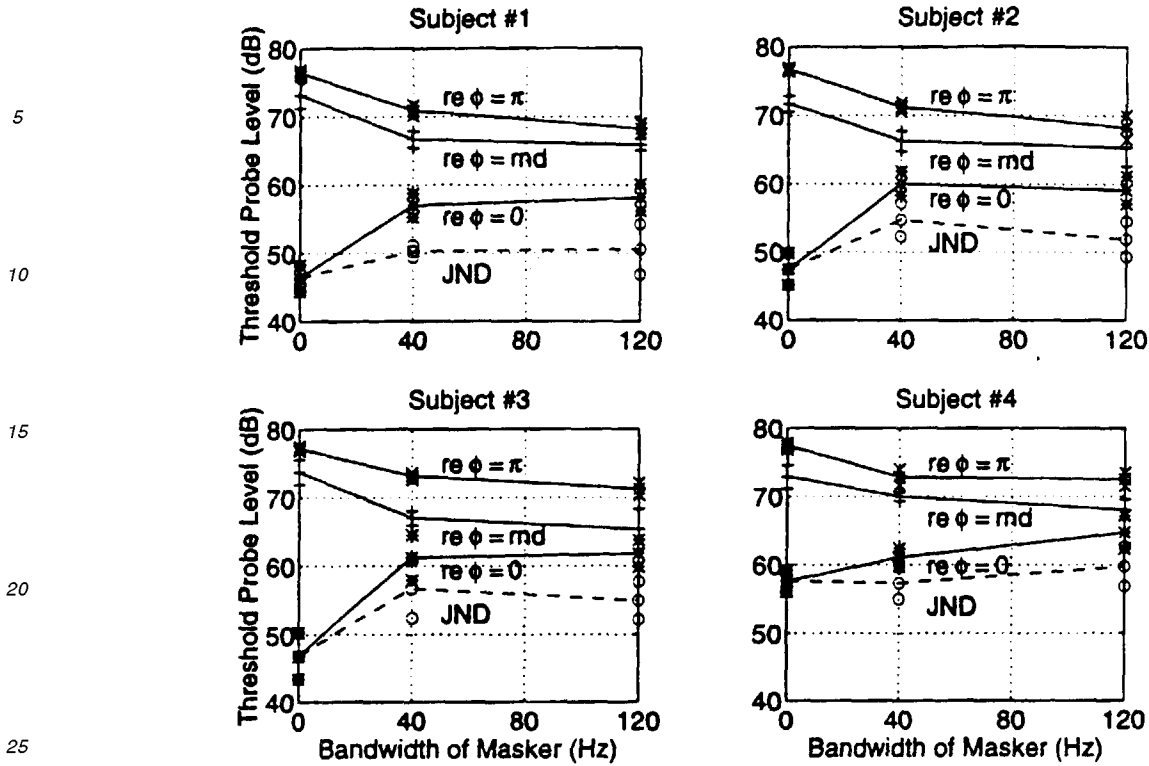 Subject #1
Threshold Probe Level (dB)
80
70
60
50
40
re ϕ = π
re ϕ = rnd
re ϕ = 0
JND
0
40
80
120
Subject #2
80
70
60
50
40
re ϕ = π
re ϕ = rnd
re ϕ = 0
JND
0
40
80
120
5
10
Subject #3
Threshold Probe Level (dB)
80
70
60
50
40
re ϕ = π
re ϕ = rnd
re ϕ = 0
JND
0
40
80
120
Bandwidth of Masker (Hz)
Subject #4
80
70
60
50
40
re ϕ = π
re ϕ = rnd
re ϕ = 0
JND
0
40
80
120
Bandwidth of Masker (Hz)
15
20
25